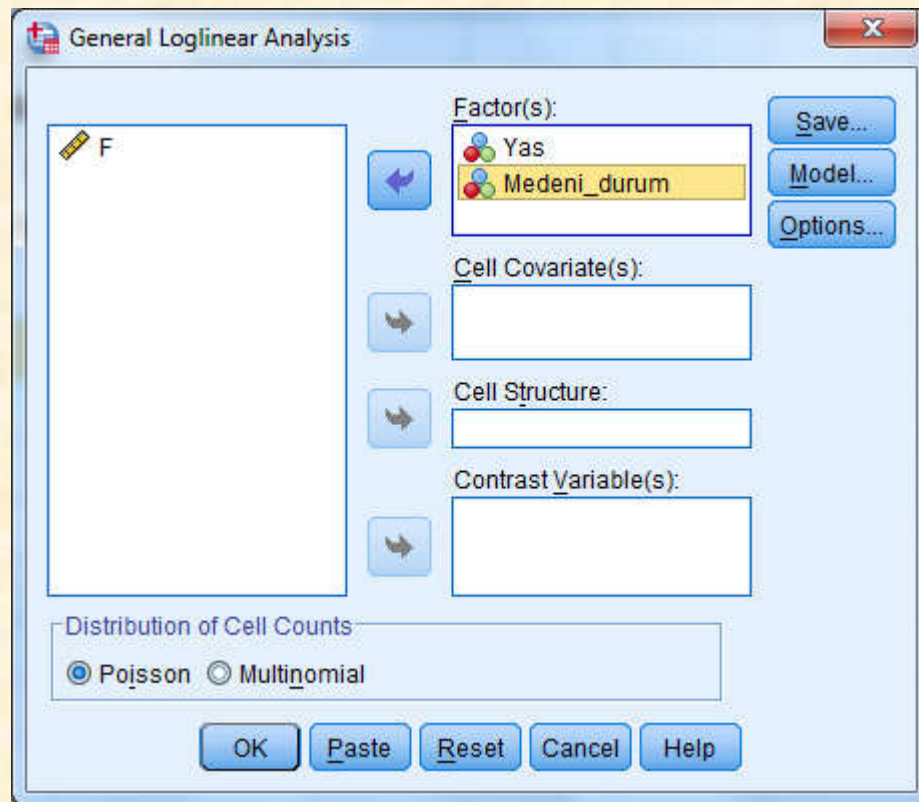 General Loglinear Analysis
F
Factor(s):
Yas
Medeni_durum
Save...
Model...
Options...
Cell Covariate(s):
Cell Structure:
Contrast Variable(s):
Distribution of Cell Counts
Poisson Multinomial
OK Paste Reset Cancel Help